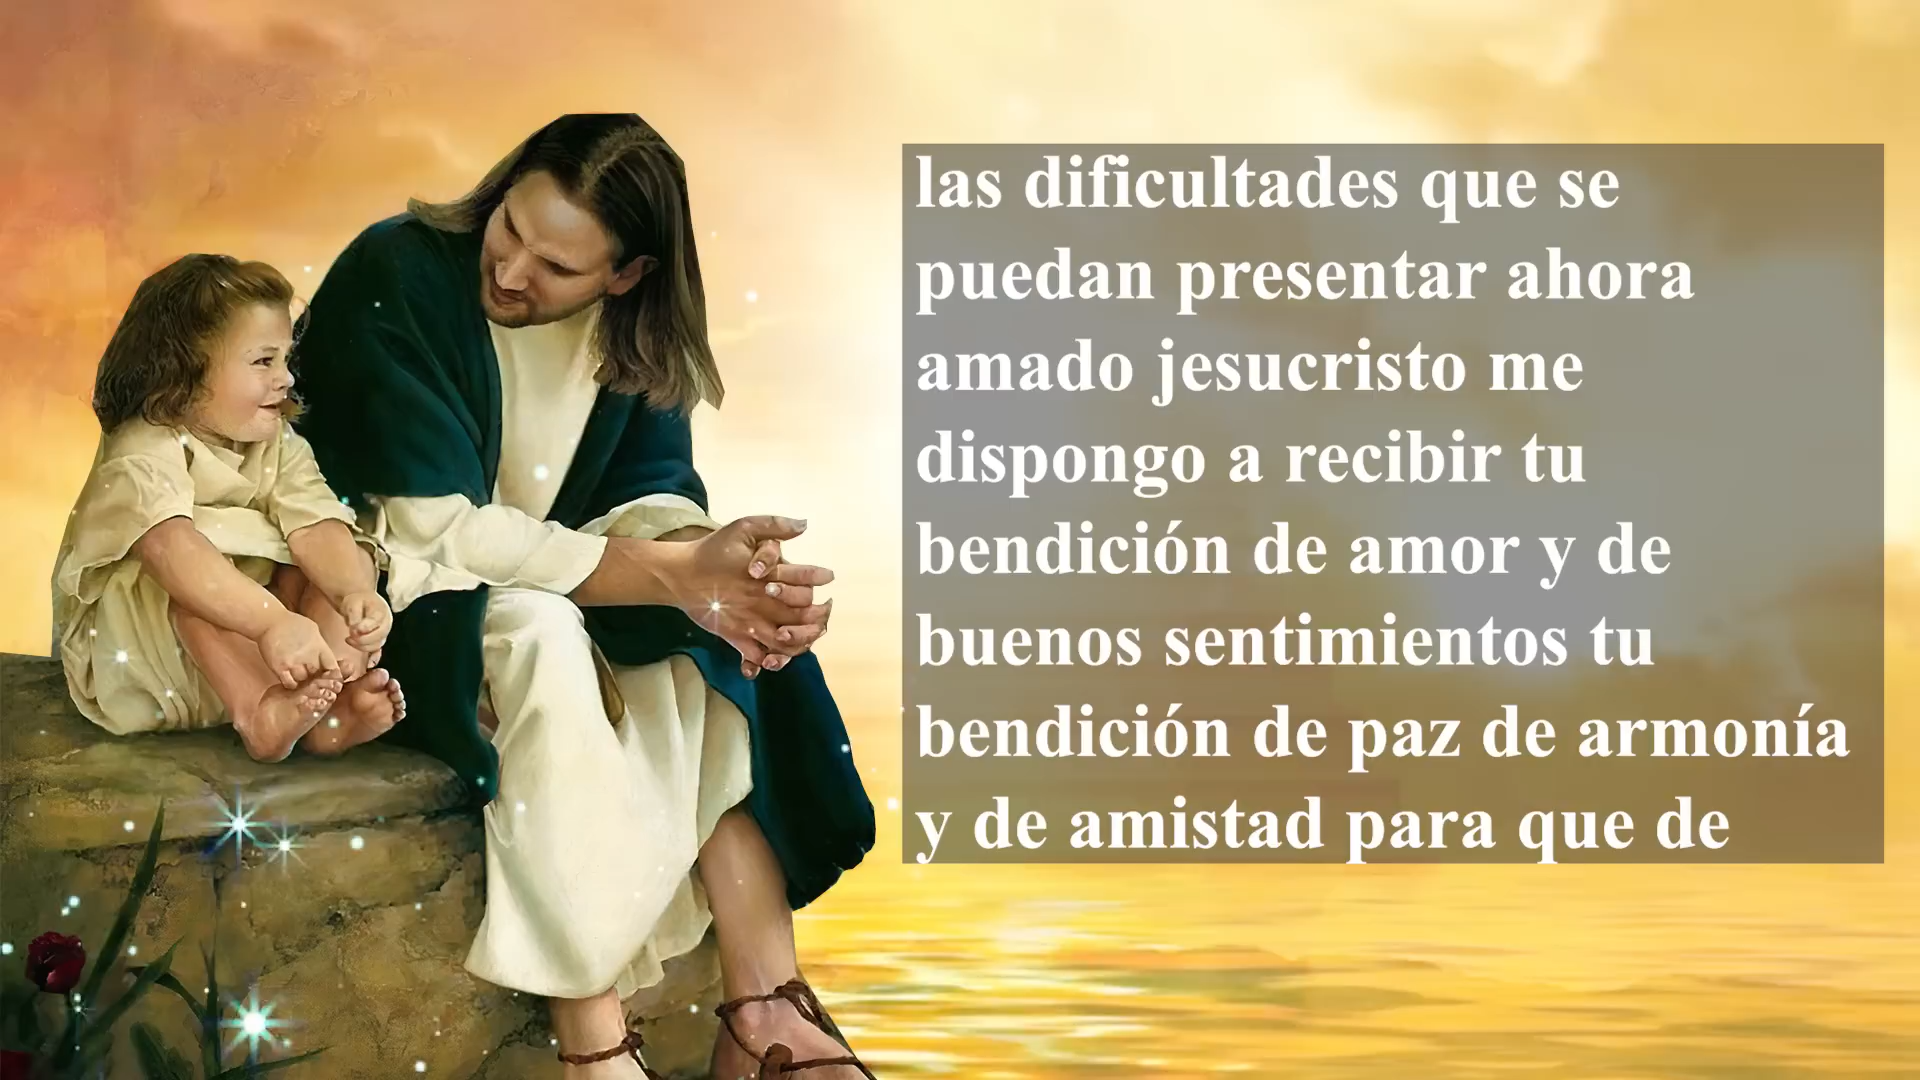 las dificultades que se
puedan presentar ahora
amado jesucristo me
dispongo a recibir tu
bendición de amor y de
buenos sentimientos tu
bendición de paz de armonía
y de amistad para que de